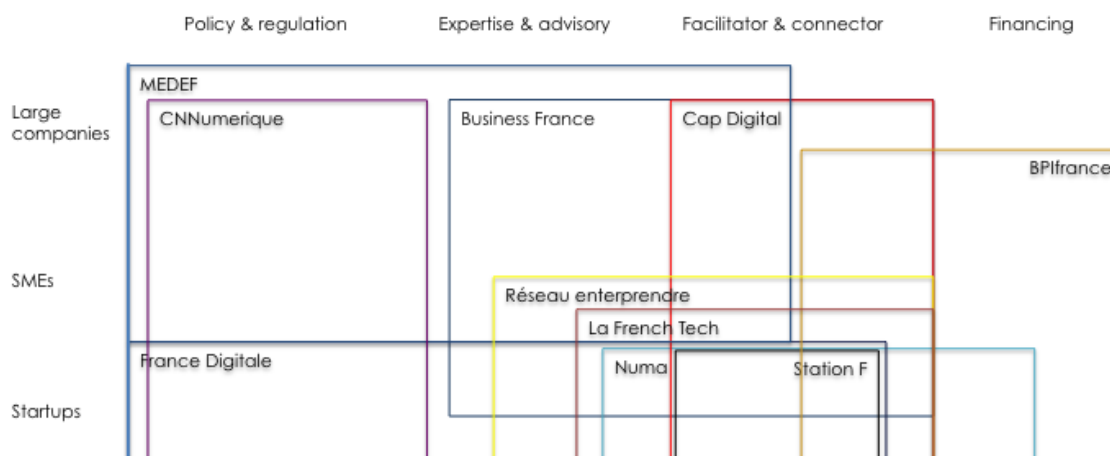 Policy & regulation
Expertise & advisory
Facilitator & connector
Financing
MEDEF
Large
companies
CNNumerique
Business France
Cap Digital
BPIfrance
SMEs
Réseau enterprendre
La French Tech
France Digitale
Numa
Station F
Startups